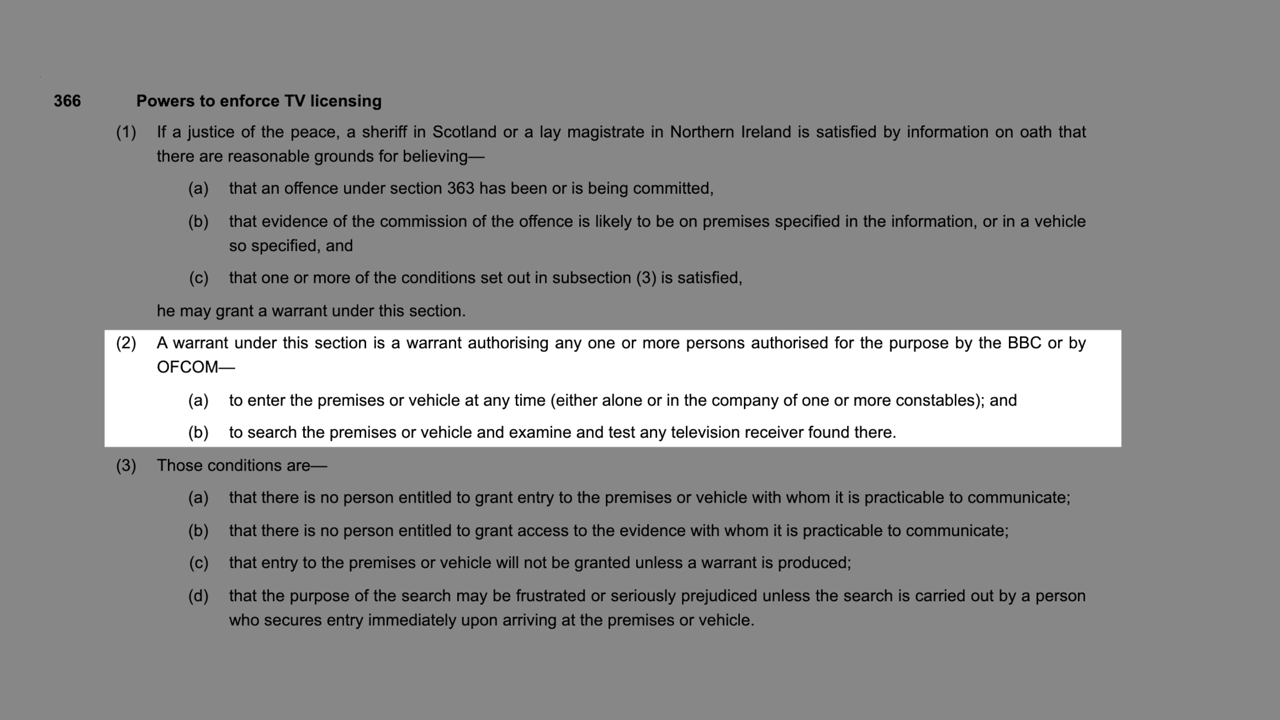 366 Powers to enforce TV licensing
(1) If a justice of the peace, a sheriff in Scotland or a lay magistrate in Northern Ireland is satisfied by information on oath that
there are reasonable grounds for believing—
(a) that an offence under section 363 has been or is being committed,
(b) that evidence of the commission of the offence is likely to be on premises specified in the information, or in a vehicle
so specified, and
(c) that one or more of the conditions set out in subsection (3) is satisfied,
he may grant a warrant under this section.
(2) A warrant under this section is a warrant authorising any one or more persons authorised for the purpose by the BBC or by
OFCOM—
(a) to enter the premises or vehicle at any time (either alone or in the company of one or more constables); and
(b) to search the premises or vehicle and examine and test any television receiver found there.
(3) Those conditions are—
(a) that there is no person entitled to grant entry to the premises or vehicle with whom it is practicable to communicate;
(b) that there is no person entitled to grant access to the evidence with whom it is practicable to communicate;
(c) that entry to the premises or vehicle will not be granted unless a warrant is produced;
(d) that the purpose of the search may be frustrated or seriously prejudiced unless the search is carried out by a person
who secures entry immediately upon arriving at the premises or vehicle.